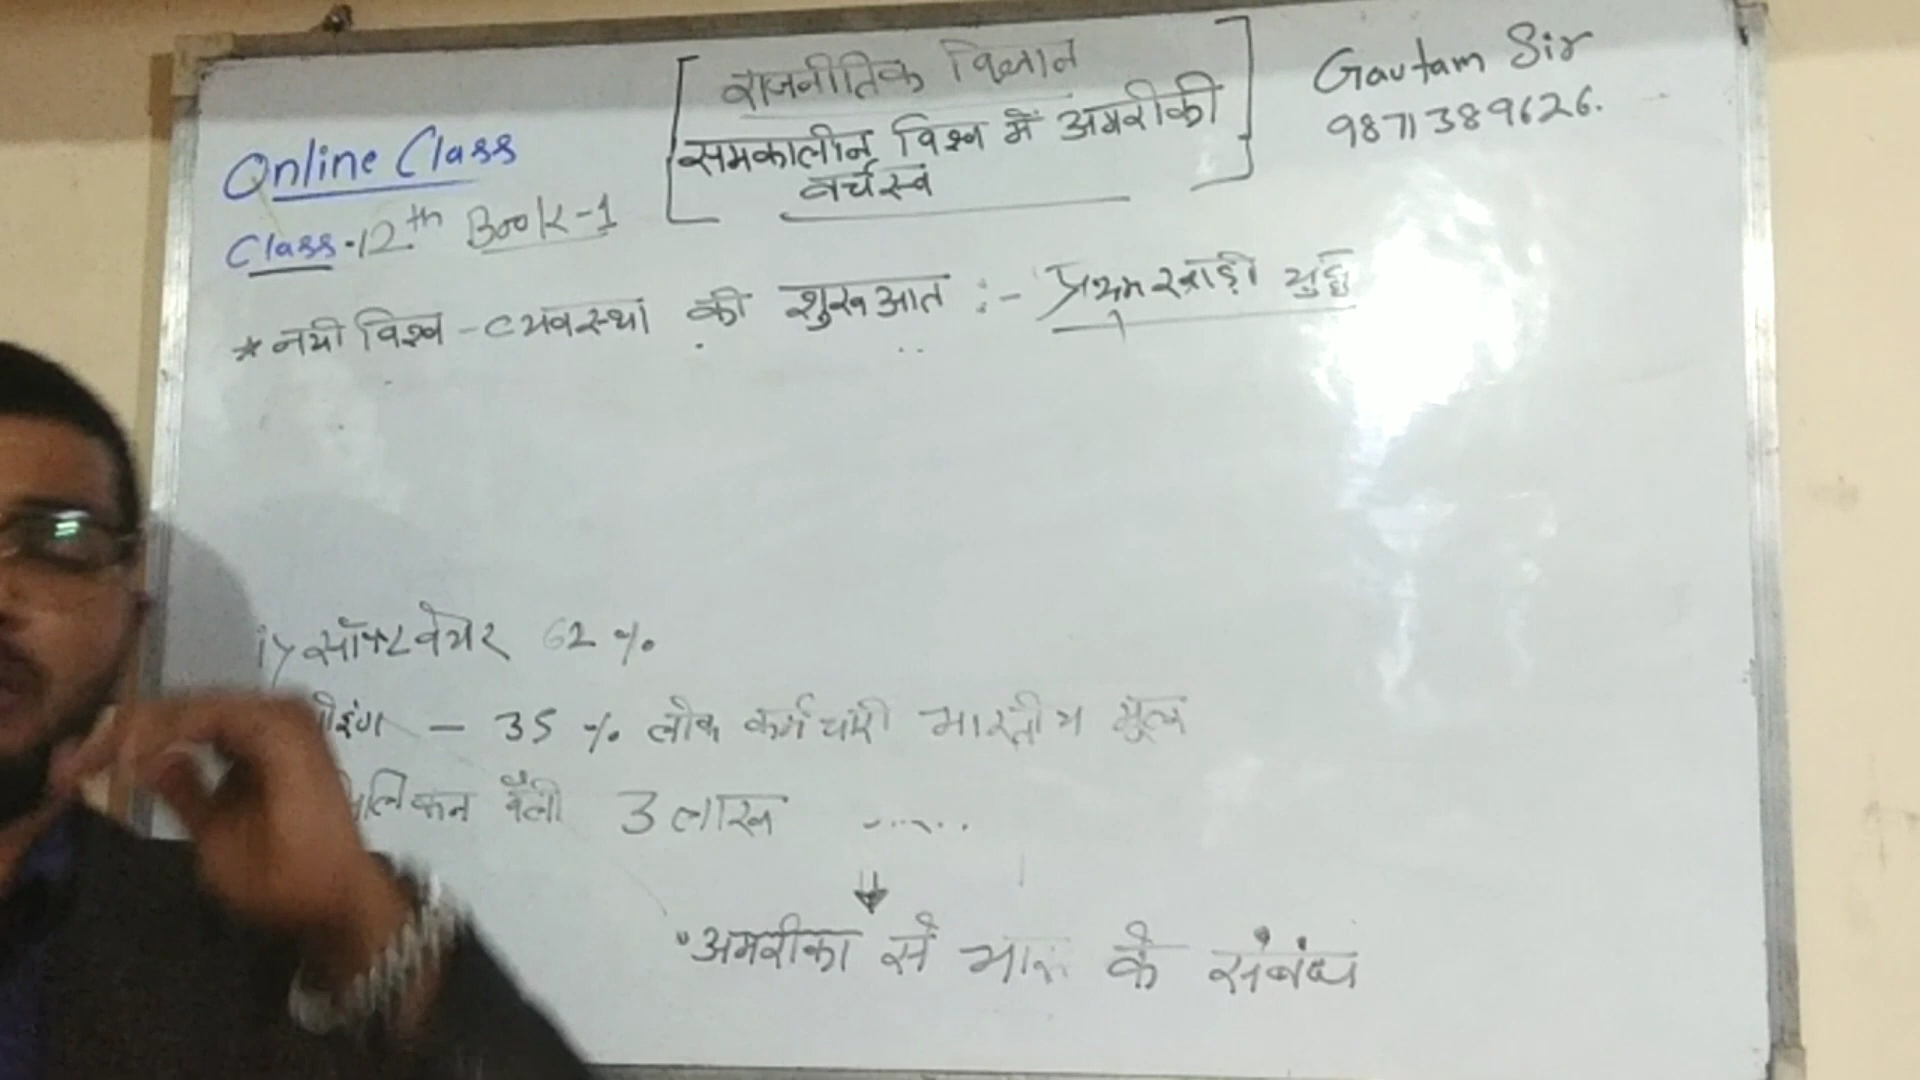 राजनीतिक विज्ञान
समकालीन विश्व में अमरीकी
वर्चस्व
Gautam Sir
9871389626.
Online Class
Class-12th Book-1
* नयी विश्व-व्यवस्था की शुरुआत :- प्रथम खाड़ी युद्ध
सॉफ्टवेयर 62 %
- 35 % लोक कर्मचारी भारतीय मूल
वैली 3 लाख .....
↓
• अमरीका से भा के संबंध